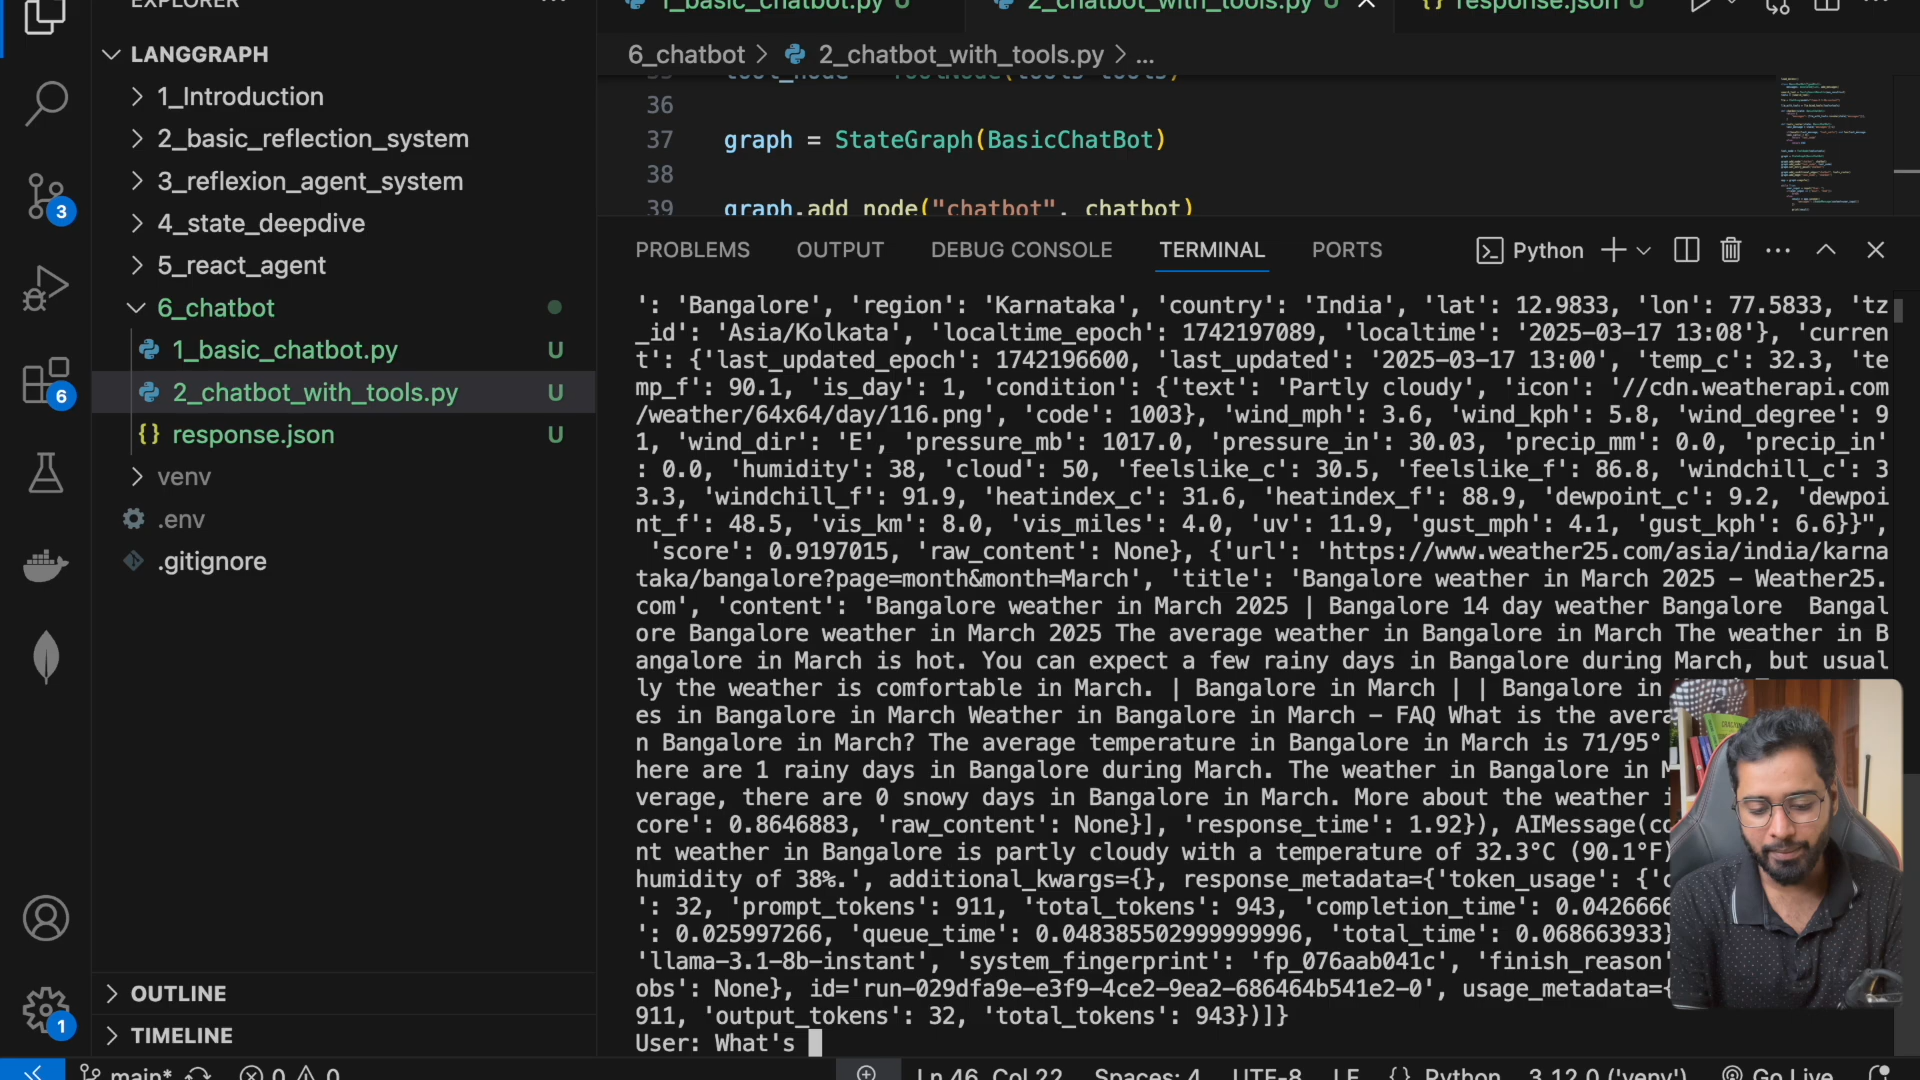 EXPLORER
LANGGRAPH
1_Introduction
2_basic_reflection_system
3_reflexion_agent_system
4_state_deepdive
5_react_agent
6_chatbot
1_basic_chatbot.py U
2_chatbot_with_tools.py U
response.json U
venv
.env
.gitignore
OUTLINE
TIMELINE
3
6
1
1_basic_chatbot.py U
2_chatbot_with_tools.py U
{} response.json U
6_chatbot > 2_chatbot_with_tools.py > ...
36
37 graph = StateGraph(BasicChatBot)
38
39 graph.add_node("chatbot", chatbot)
PROBLEMS OUTPUT DEBUG CONSOLE TERMINAL PORTS Python
': 'Bangalore', 'region': 'Karnataka', 'country': 'India', 'lat': 12.9833, 'lon': 77.5833, 'tz
_id': 'Asia/Kolkata', 'localtime_epoch': 1742197089, 'localtime': '2025-03-17 13:08'}, 'curren
t': {'last_updated_epoch': 1742196600, 'last_updated': '2025-03-17 13:00', 'temp_c': 32.3, 'te
mp_f': 90.1, 'is_day': 1, 'condition': {'text': 'Partly cloudy', 'icon': '//cdn.weatherapi.com
/weather/64x64/day/116.png', 'code': 1003}, 'wind_mph': 3.6, 'wind_kph': 5.8, 'wind_degree': 9
1, 'wind_dir': 'E', 'pressure_mb': 1017.0, 'pressure_in': 30.03, 'precip_mm': 0.0, 'precip_in'
: 0.0, 'humidity': 38, 'cloud': 50, 'feelslike_c': 30.5, 'feelslike_f': 86.8, 'windchill_c': 3
3.3, 'windchill_f': 91.9, 'heatindex_c': 31.6, 'heatindex_f': 88.9, 'dewpoint_c': 9.2, 'dewpoi
nt_f': 48.5, 'vis_km': 8.0, 'vis_miles': 4.0, 'uv': 11.9, 'gust_mph': 4.1, 'gust_kph': 6.6}}",
'score': 0.9197015, 'raw_content': None}, {'url': 'https://www.weather25.com/asia/india/karna
taka/bangalore?page=month&month=March', 'title': 'Bangalore weather in March 2025 - Weather25.
com', 'content': 'Bangalore weather in March 2025 | Bangalore 14 day weather Bangalore  Bangal
ore Bangalore weather in March 2025 The average weather in Bangalore in March The weather in B
angalore in March is hot. You can expect a few rainy days in Bangalore during March, but usual
ly the weather is comfortable in March. | Bangalore in March | | Bangalore in
es in Bangalore in March Weather in Bangalore in March - FAQ What is the avera
n Bangalore in March? The average temperature in Bangalore in March is 71/95°
here are 1 rainy days in Bangalore during March. The weather in Bangalore in M
verage, there are 0 snowy days in Bangalore in March. More about the weather i
core': 0.8646883, 'raw_content': None}], 'response_time': 1.92}), AIMessage(co
nt weather in Bangalore is partly cloudy with a temperature of 32.3°C (90.1°F)
humidity of 38%.', additional_kwargs={}, response_metadata={'token_usage': {'c
': 32, 'prompt_tokens': 911, 'total_tokens': 943, 'completion_time': 0.0426666
': 0.025997266, 'queue_time': 0.048385502999999996, 'total_time': 0.068663933}
'llama-3.1-8b-instant', 'system_fingerprint': 'fp_076aab041c', 'finish_reason'
obs': None}, id='run-029dfa9e-e3f9-4ce2-9ea2-686464b541e2-0', usage_metadata={
911, 'output_tokens': 32, 'total_tokens': 943})]}
User: What's
main* 0 0 Ln 46, Col 22 Spaces: 4 UTF-8 LF {} Python 3.12.0 ('venv') Go Live